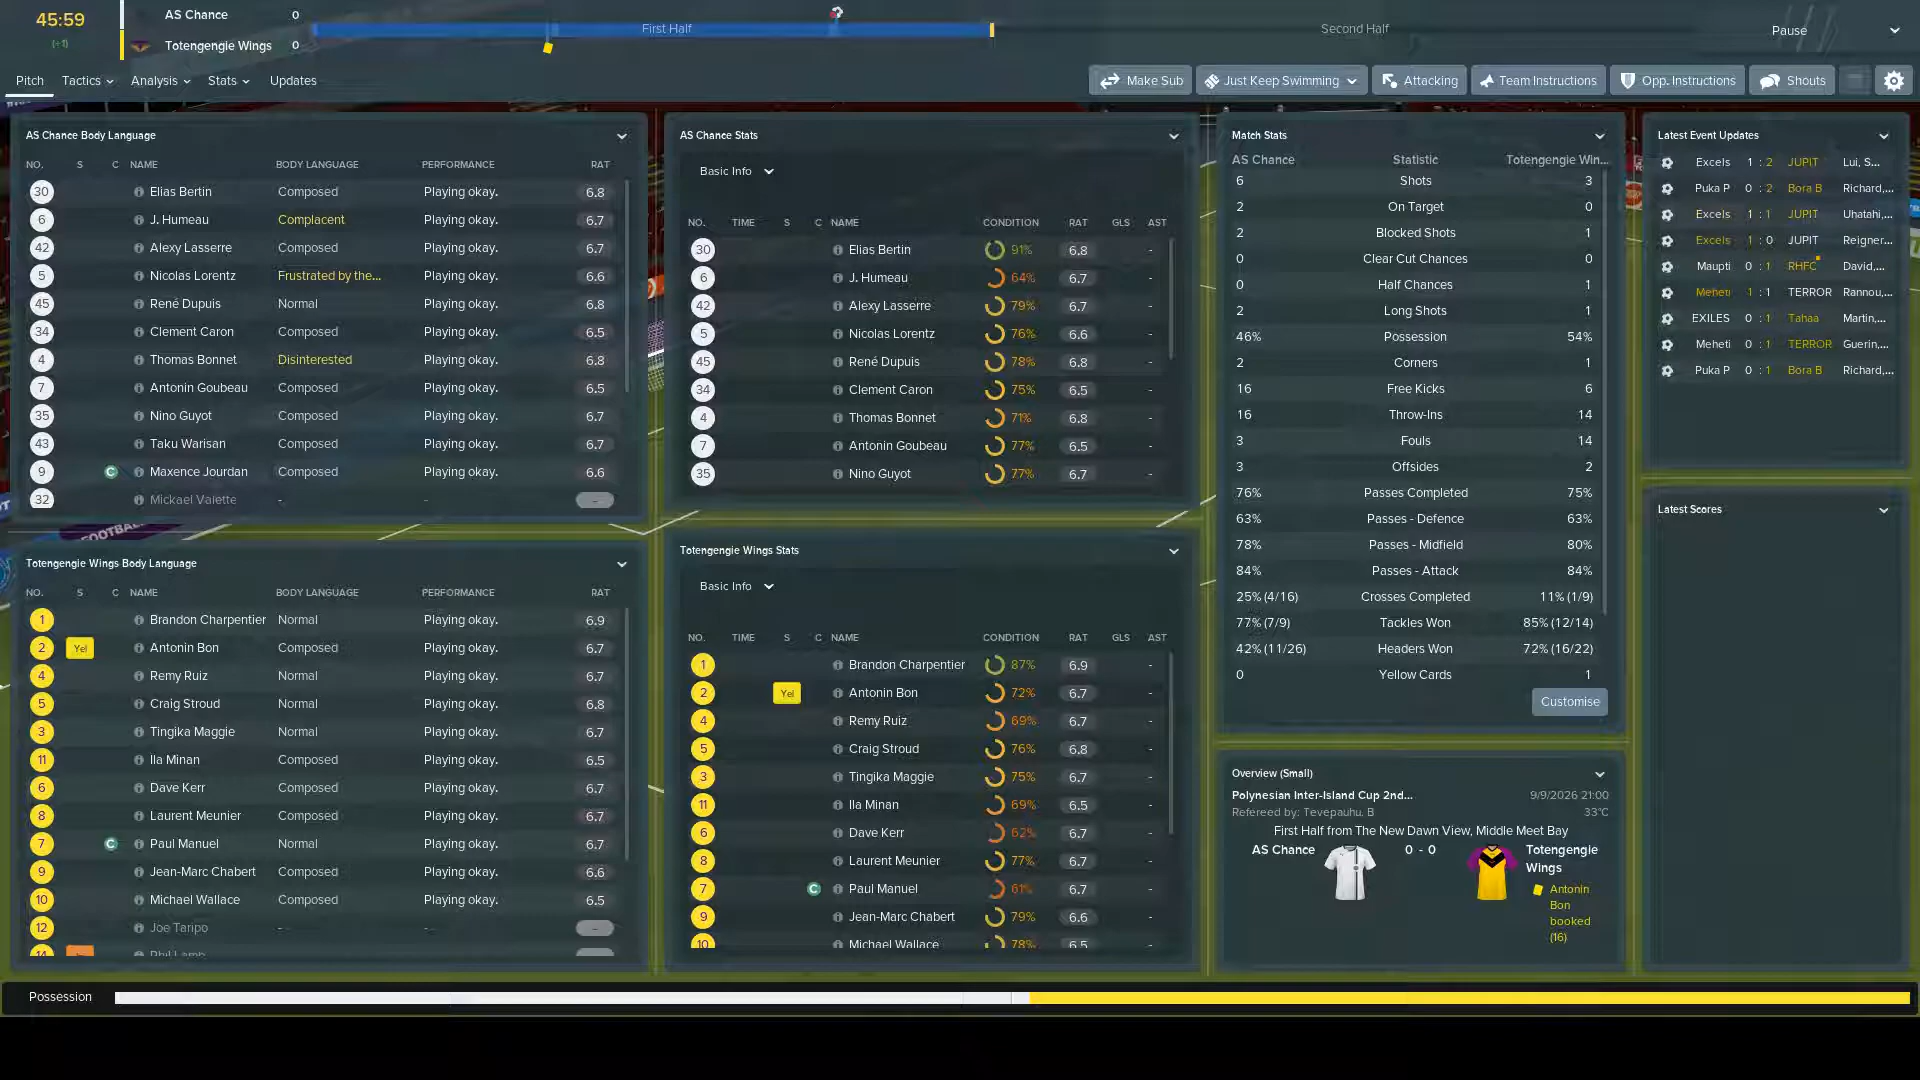 45:59
(+1)
AS Chance 0
Totengengie Wings 0
First Half
Second Half
Pause
Pitch Tactics Analysis Stats Updates
Make Sub Just Keep Swimming Attacking Team Instructions Opp. Instructions Shouts
AS Chance Body Language
NO. S C NAME BODY LANGUAGE PERFORMANCE RAT
30 Elias Bertin Composed Playing okay. 6.8
6 J. Humeau Complacent Playing okay. 6.7
42 Alexy Lasserre Composed Playing okay. 6.7
5 Nicolas Lorentz Frustrated by the... Playing okay. 6.6
45 René Dupuis Normal Playing okay. 6.8
34 Clement Caron Composed Playing okay. 6.5
4 Thomas Bonnet Disinterested Playing okay. 6.8
7 Antonin Goubeau Composed Playing okay. 6.5
35 Nino Guyot Composed Playing okay. 6.7
43 Taku Warisan Composed Playing okay. 6.7
9 C Maxence Jourdan Composed Playing okay. 6.6
32 Mickael Valette - - -
AS Chance Stats
Basic Info
NO. TIME S C NAME CONDITION RAT GLS AST
30 Elias Bertin 91% 6.8 -
6 J. Humeau 64% 6.7 -
42 Alexy Lasserre 79% 6.7 -
5 Nicolas Lorentz 76% 6.6 -
45 René Dupuis 78% 6.8 -
34 Clement Caron 75% 6.5 -
4 Thomas Bonnet 71% 6.8 -
7 Antonin Goubeau 77% 6.5 -
35 Nino Guyot 77% 6.7 -
Match Stats
AS Chance Statistic Totengengie Win...
6 Shots 3
2 On Target 0
2 Blocked Shots 1
0 Clear Cut Chances 0
0 Half Chances 1
2 Long Shots 1
46% Possession 54%
2 Corners 1
16 Free Kicks 6
16 Throw-Ins 14
3 Fouls 14
3 Offsides 2
76% Passes Completed 75%
63% Passes - Defence 63%
78% Passes - Midfield 80%
84% Passes - Attack 84%
25% (4/16) Crosses Completed 11% (1/9)
77% (7/9) Tackles Won 85% (12/14)
42% (11/26) Headers Won 72% (16/22)
0 Yellow Cards 1
Customise
Latest Event Updates
Excels 1 : 2 JUPIT Lui, S...
Puka P 0 : 2 Bora B Richard,...
Excels 1 : 1 JUPIT Uhatahi,...
Excels 1 : 0 JUPIT Reigner...
Maupti 0 : 1 RHFC David,...
Meheti 1 : 1 TERROR Rannou,...
EXILES 0 : 1 Tahaa Martin,...
Meheti 0 : 1 TERROR Guerin,...
Puka P 0 : 1 Bora B Richard,...
Latest Scores
FOOTBAL
Totengengie Wings Body Language
NO. S C NAME BODY LANGUAGE PERFORMANCE RAT
1 Brandon Charpentier Normal Playing okay. 6.9
2 Yel Antonin Bon Composed Playing okay. 6.7
4 Remy Ruiz Normal Playing okay. 6.7
5 Craig Stroud Normal Playing okay. 6.8
3 Tingika Maggie Normal Playing okay. 6.7
11 Ila Minan Composed Playing okay. 6.5
6 Dave Kerr Composed Playing okay. 6.7
8 Laurent Meunier Composed Playing okay. 6.7
7 C Paul Manuel Normal Playing okay. 6.7
9 Jean-Marc Chabert Composed Playing okay. 6.6
10 Michael Wallace Composed Playing okay. 6.5
12 Joe Taripo - - -
14 Phil Lamp
Totengengie Wings Stats
Basic Info
NO. TIME S C NAME CONDITION RAT GLS AST
1 Brandon Charpentier 87% 6.9 -
2 Yel Antonin Bon 72% 6.7 -
4 Remy Ruiz 69% 6.7 -
5 Craig Stroud 76% 6.8 -
3 Tingika Maggie 75% 6.7 -
11 Ila Minan 69% 6.5 -
6 Dave Kerr 62% 6.7 -
8 Laurent Meunier 77% 6.7 -
7 C Paul Manuel 61% 6.7 -
9 Jean-Marc Chabert 79% 6.6 -
10 Michael Wallace 78% 6.5 -
Overview (Small)
Polynesian Inter-Island Cup 2nd... 9/9/2026 21:00
Refereed by: Tevepauhu. B 33°C
First Half from The New Dawn View, Middle Meet Bay
AS Chance 0 - 0 Totengengie
Wings
Antonin
Bon
booked
(16)
Possession